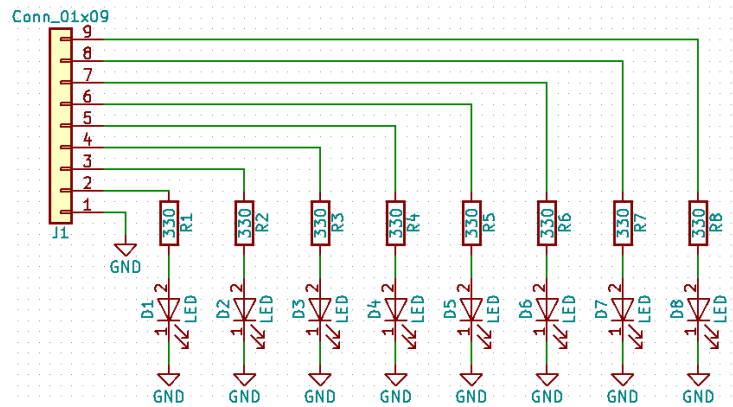 Conn_01x09
9
8
7
6
5
4
3
2
1
J1
GND
330 R1
330 R2
330 R3
330 R4
330 R5
330 R6
330 R7
330 R8
D1 2 1 LED
D2 2 1 LED
D3 2 1 LED
D4 2 1 LED
D5 2 1 LED
D6 2 1 LED
D7 2 1 LED
D8 2 1 LED
GND GND GND GND GND GND GND GND